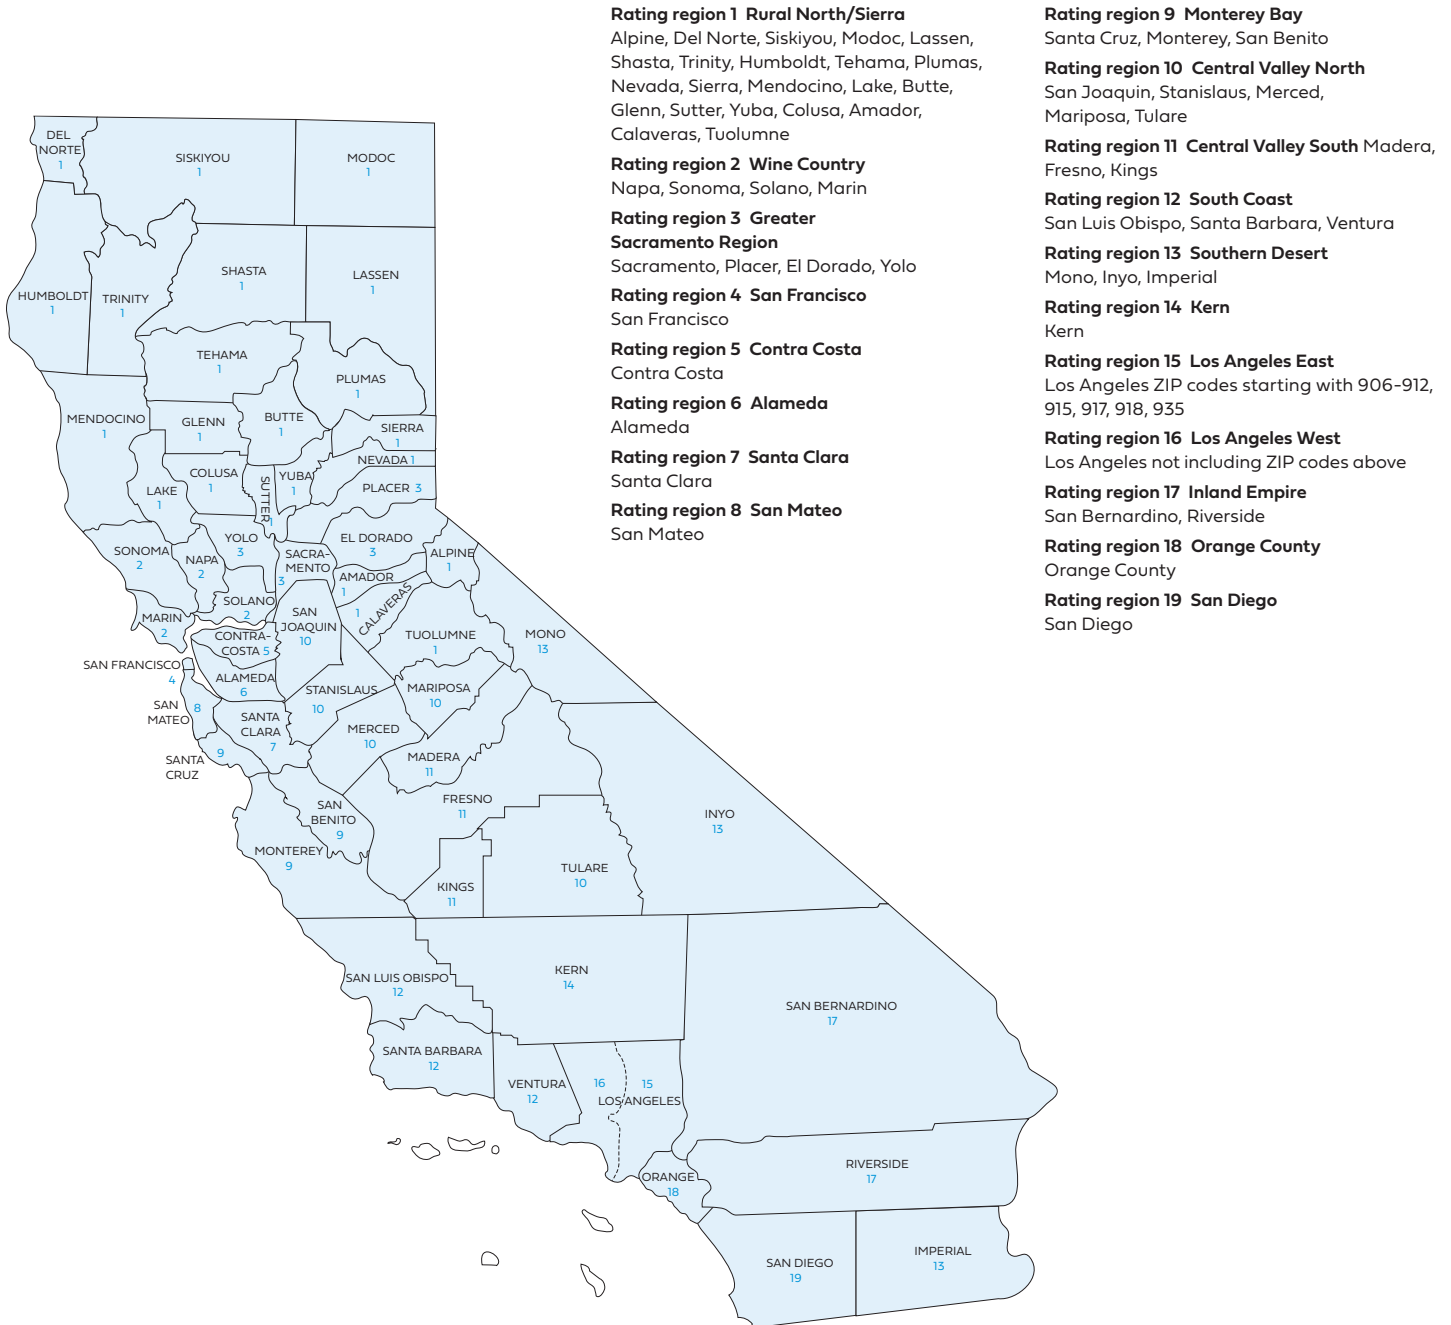 Rating region 1 Rural North/Sierra
Alpine, Del Norte, Siskiyou, Modoc, Lassen,
Shasta, Trinity, Humboldt, Tehama, Plumas,
Nevada, Sierra, Mendocino, Lake, Butte,
Glenn, Sutter, Yuba, Colusa, Amador,
Calaveras, Tuolumne
Rating region 2 Wine Country
Napa, Sonoma, Solano, Marin
Rating region 3 Greater
Sacramento Region
Sacramento, Placer, El Dorado, Yolo
Rating region 4 San Francisco
San Francisco
Rating region 5 Contra Costa
Contra Costa
Rating region 6 Alameda
Alameda
Rating region 7 Santa Clara
Santa Clara
Rating region 8 San Mateo
San Mateo
Rating region 9 Monterey Bay
Santa Cruz, Monterey, San Benito
Rating region 10 Central Valley North
San Joaquin, Stanislaus, Merced,
Mariposa, Tulare
Rating region 11 Central Valley South Madera,
Fresno, Kings
Rating region 12 South Coast
San Luis Obispo, Santa Barbara, Ventura
Rating region 13 Southern Desert
Mono, Inyo, Imperial
Rating region 14 Kern
Kern
Rating region 15 Los Angeles East
Los Angeles ZIP codes starting with 906-912,
915, 917, 918, 935
Rating region 16 Los Angeles West
Los Angeles not including ZIP codes above
Rating region 17 Inland Empire
San Bernardino, Riverside
Rating region 18 Orange County
Orange County
Rating region 19 San Diego
San Diego
DEL
NORTE
1
SISKIYOU
1
MODOC
1
HUMBOLDT
1
TRINITY
1
SHASTA
1
LASSEN
1
TEHAMA
1
PLUMAS
1
MENDOCINO
1
GLENN
1
BUTTE
1
SIERRA
1
NEVADA 1
PLACER 3
LAKE
1
COLUSA
1
SUTTER
1
YUBA
1
SONOMA
2
NAPA
2
YOLO
3
SACRA-
MENTO
3
EL DORADO
3
ALPINE
1
AMADOR
1
CALAVERAS
1
SOLANO
2
MARIN
2
CONTRA-
COSTA 5
SAN
JOAQUIN
10
TUOLUMNE
1
MONO
13
SAN FRANCISCO
4
ALAMEDA
6
STANISLAUS
10
MARIPOSA
10
SAN
MATEO
8
SANTA
CLARA
7
MERCED
10
SANTA
CRUZ
9
MADERA
11
FRESNO
11
SAN
BENITO
9
MONTEREY
9
INYO
13
KINGS
11
TULARE
10
SAN LUIS OBISPO
12
KERN
14
SAN BERNARDINO
17
SANTA BARBARA
12
VENTURA
12
16
15
LOS ANGELES
ORANGE
18
RIVERSIDE
17
SAN DIEGO
19
IMPERIAL
13